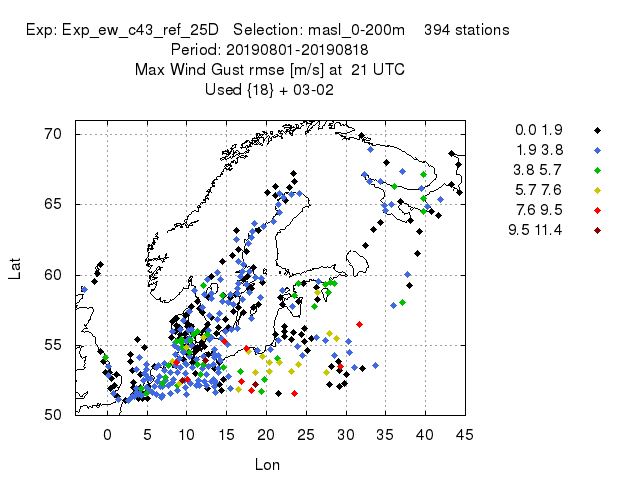 Exp: Exp_ew_c43_ref_25D   Selection: masl_0-200m    394 stations
Period: 20190801-20190818
Max Wind Gust rmse [m/s] at  21 UTC
Used {18} + 03-02
70
65
60
55
50
0 5 10 15 20 25 30 35 40 45
Lat
Lon
0.0 1.9
1.9 3.8
3.8 5.7
5.7 7.6
7.6 9.5
9.5 11.4